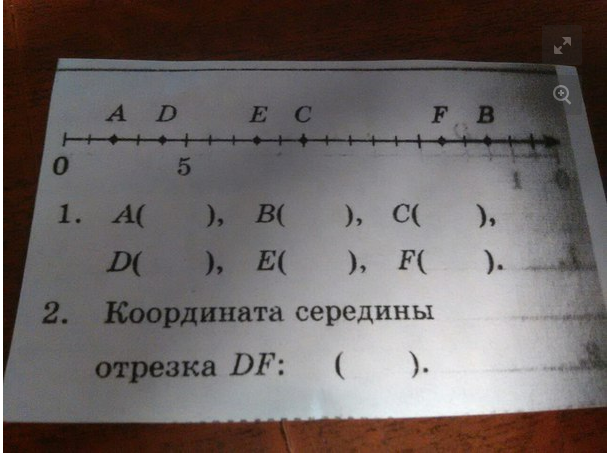 A D E C F B
0 5
1. A( ), B( ), C( ),
D( ), E( ), F( ).
2. Координата середины
отрезка DF: ( ).